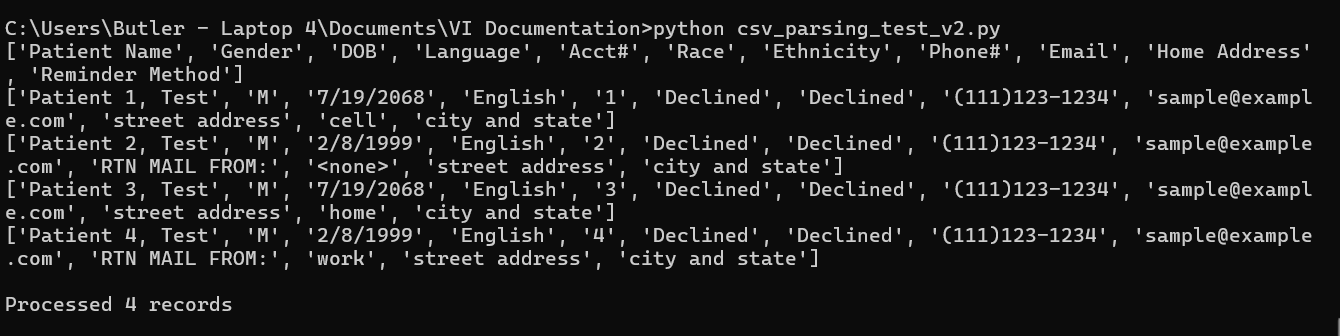 C:\Users\Butler - Laptop 4\Documents\VI Documentation>python csv_parsing_test_v2.py
['Patient Name', 'Gender', 'DOB', 'Language', 'Acct#', 'Race', 'Ethnicity', 'Phone#', 'Email', 'Home Address'
, 'Reminder Method']
['Patient 1, Test', 'M', '7/19/2068', 'English', '1', 'Declined', 'Declined', '(111)123-1234', 'sample@exampl
e.com', 'street address', 'cell', 'city and state']
['Patient 2, Test', 'M', '2/8/1999', 'English', '2', 'Declined', 'Declined', '(111)123-1234', 'sample@example
.com', 'RTN MAIL FROM:', '<none>', 'street address', 'city and state']
['Patient 3, Test', 'M', '7/19/2068', 'English', '3', 'Declined', 'Declined', '(111)123-1234', 'sample@exampl
e.com', 'street address', 'home', 'city and state']
['Patient 4, Test', 'M', '2/8/1999', 'English', '4', 'Declined', 'Declined', '(111)123-1234', 'sample@example
.com', 'RTN MAIL FROM:', 'work', 'street address', 'city and state']
Processed 4 records